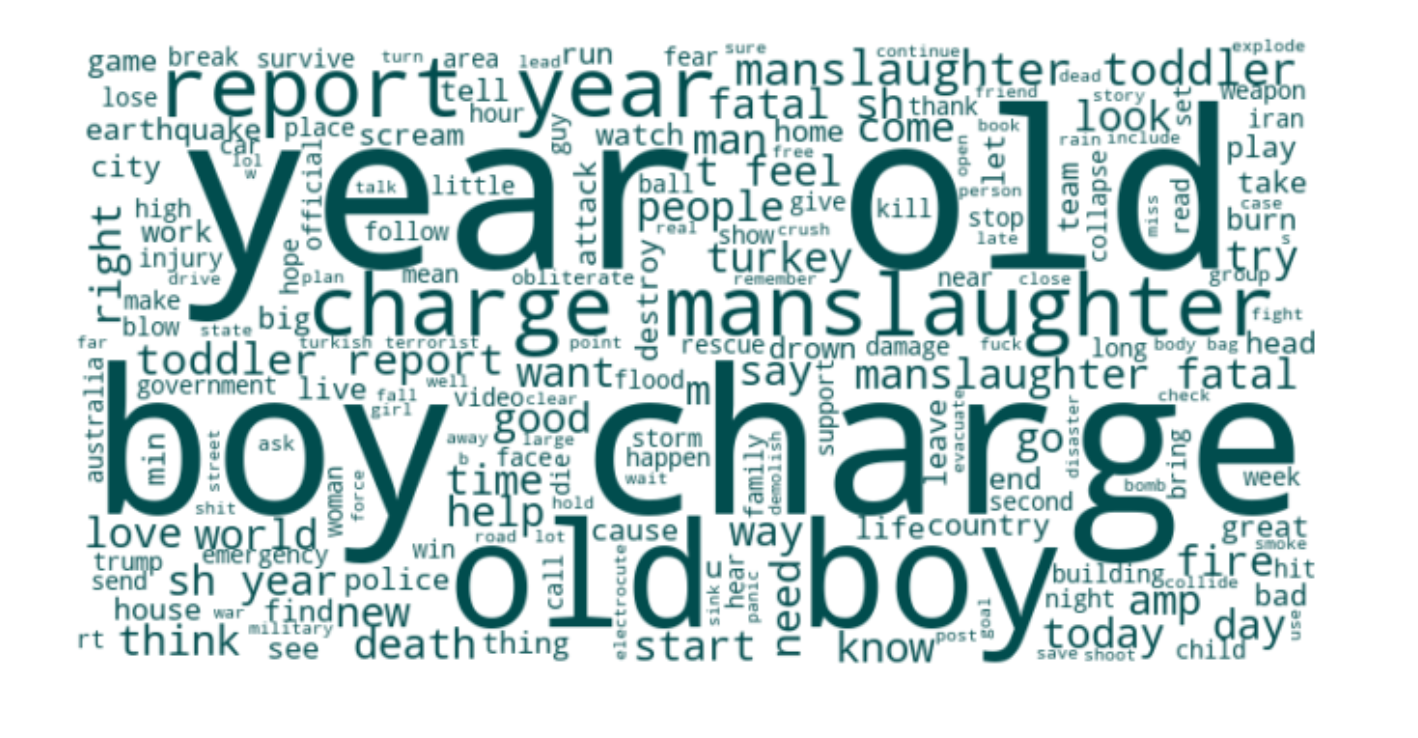 game break survive turn area lead run fear sure manslaughter continue dead toddler explode
lose report tell year fatal sh thank friend look story set weapon
earthquake place scream hour guy watch man home come book rain include iran
city car lol w official talk little attack ball t feel free open let team collapse play
year old
high right work hope follow people real give kill person stop late miss read take case burn s
injury drive plan mean obliterate destroy show crush turkey remember near close group try
make blow state big charge manslaughter fight
far turkish terrorist point rescue drown damage fuck long body bag head
toddler report want flood m say manslaughter fatal
australia government live fall well girl video clear good support check
boy charge
min street ask away b large face storm happen wait family demolish leave evacuate go disaster bring bomb week
shit woman force time die hold help end second
love world road lot cause way life country great smoke
trump emergency win old boy building collide fire hit
send sh year police call electrocute sink c hear panic need night amp bad
house war find new goal today day use
rt think military see death thing start know post save shoot child